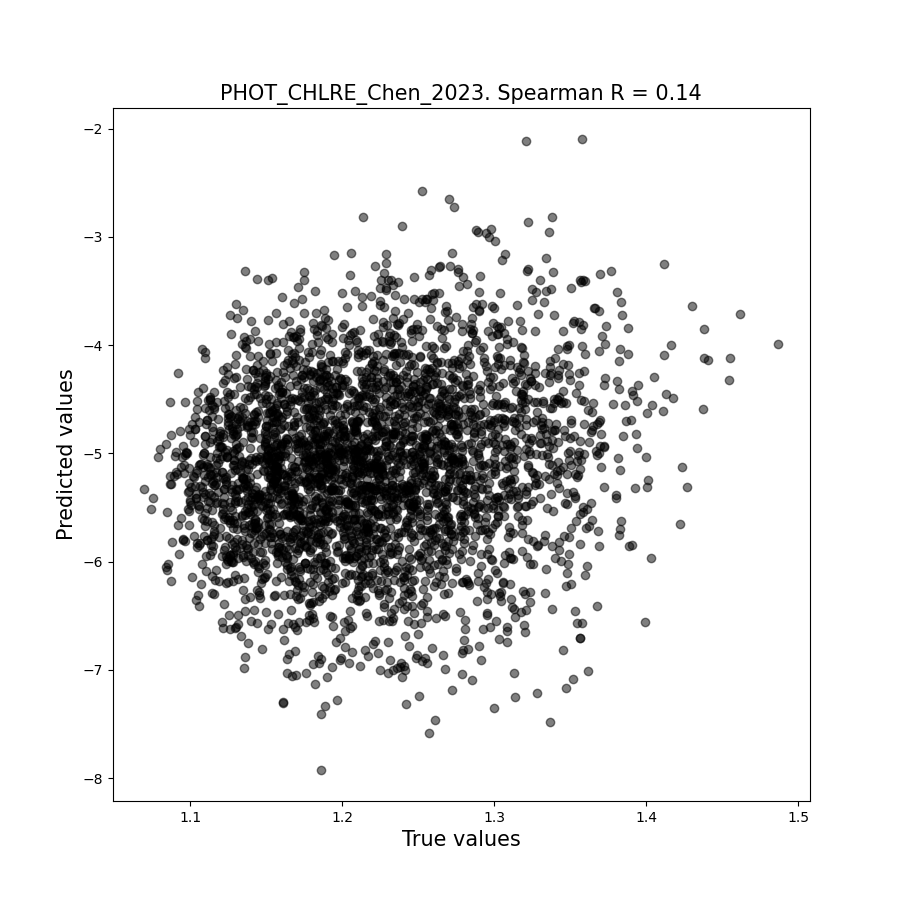 PHOT_CHLRE_Chen_2023. Spearman R = 0.14
−2
−3
−4
−5
−6
−7
−8
Predicted values
1.1 1.2 1.3 1.4 1.5
True values